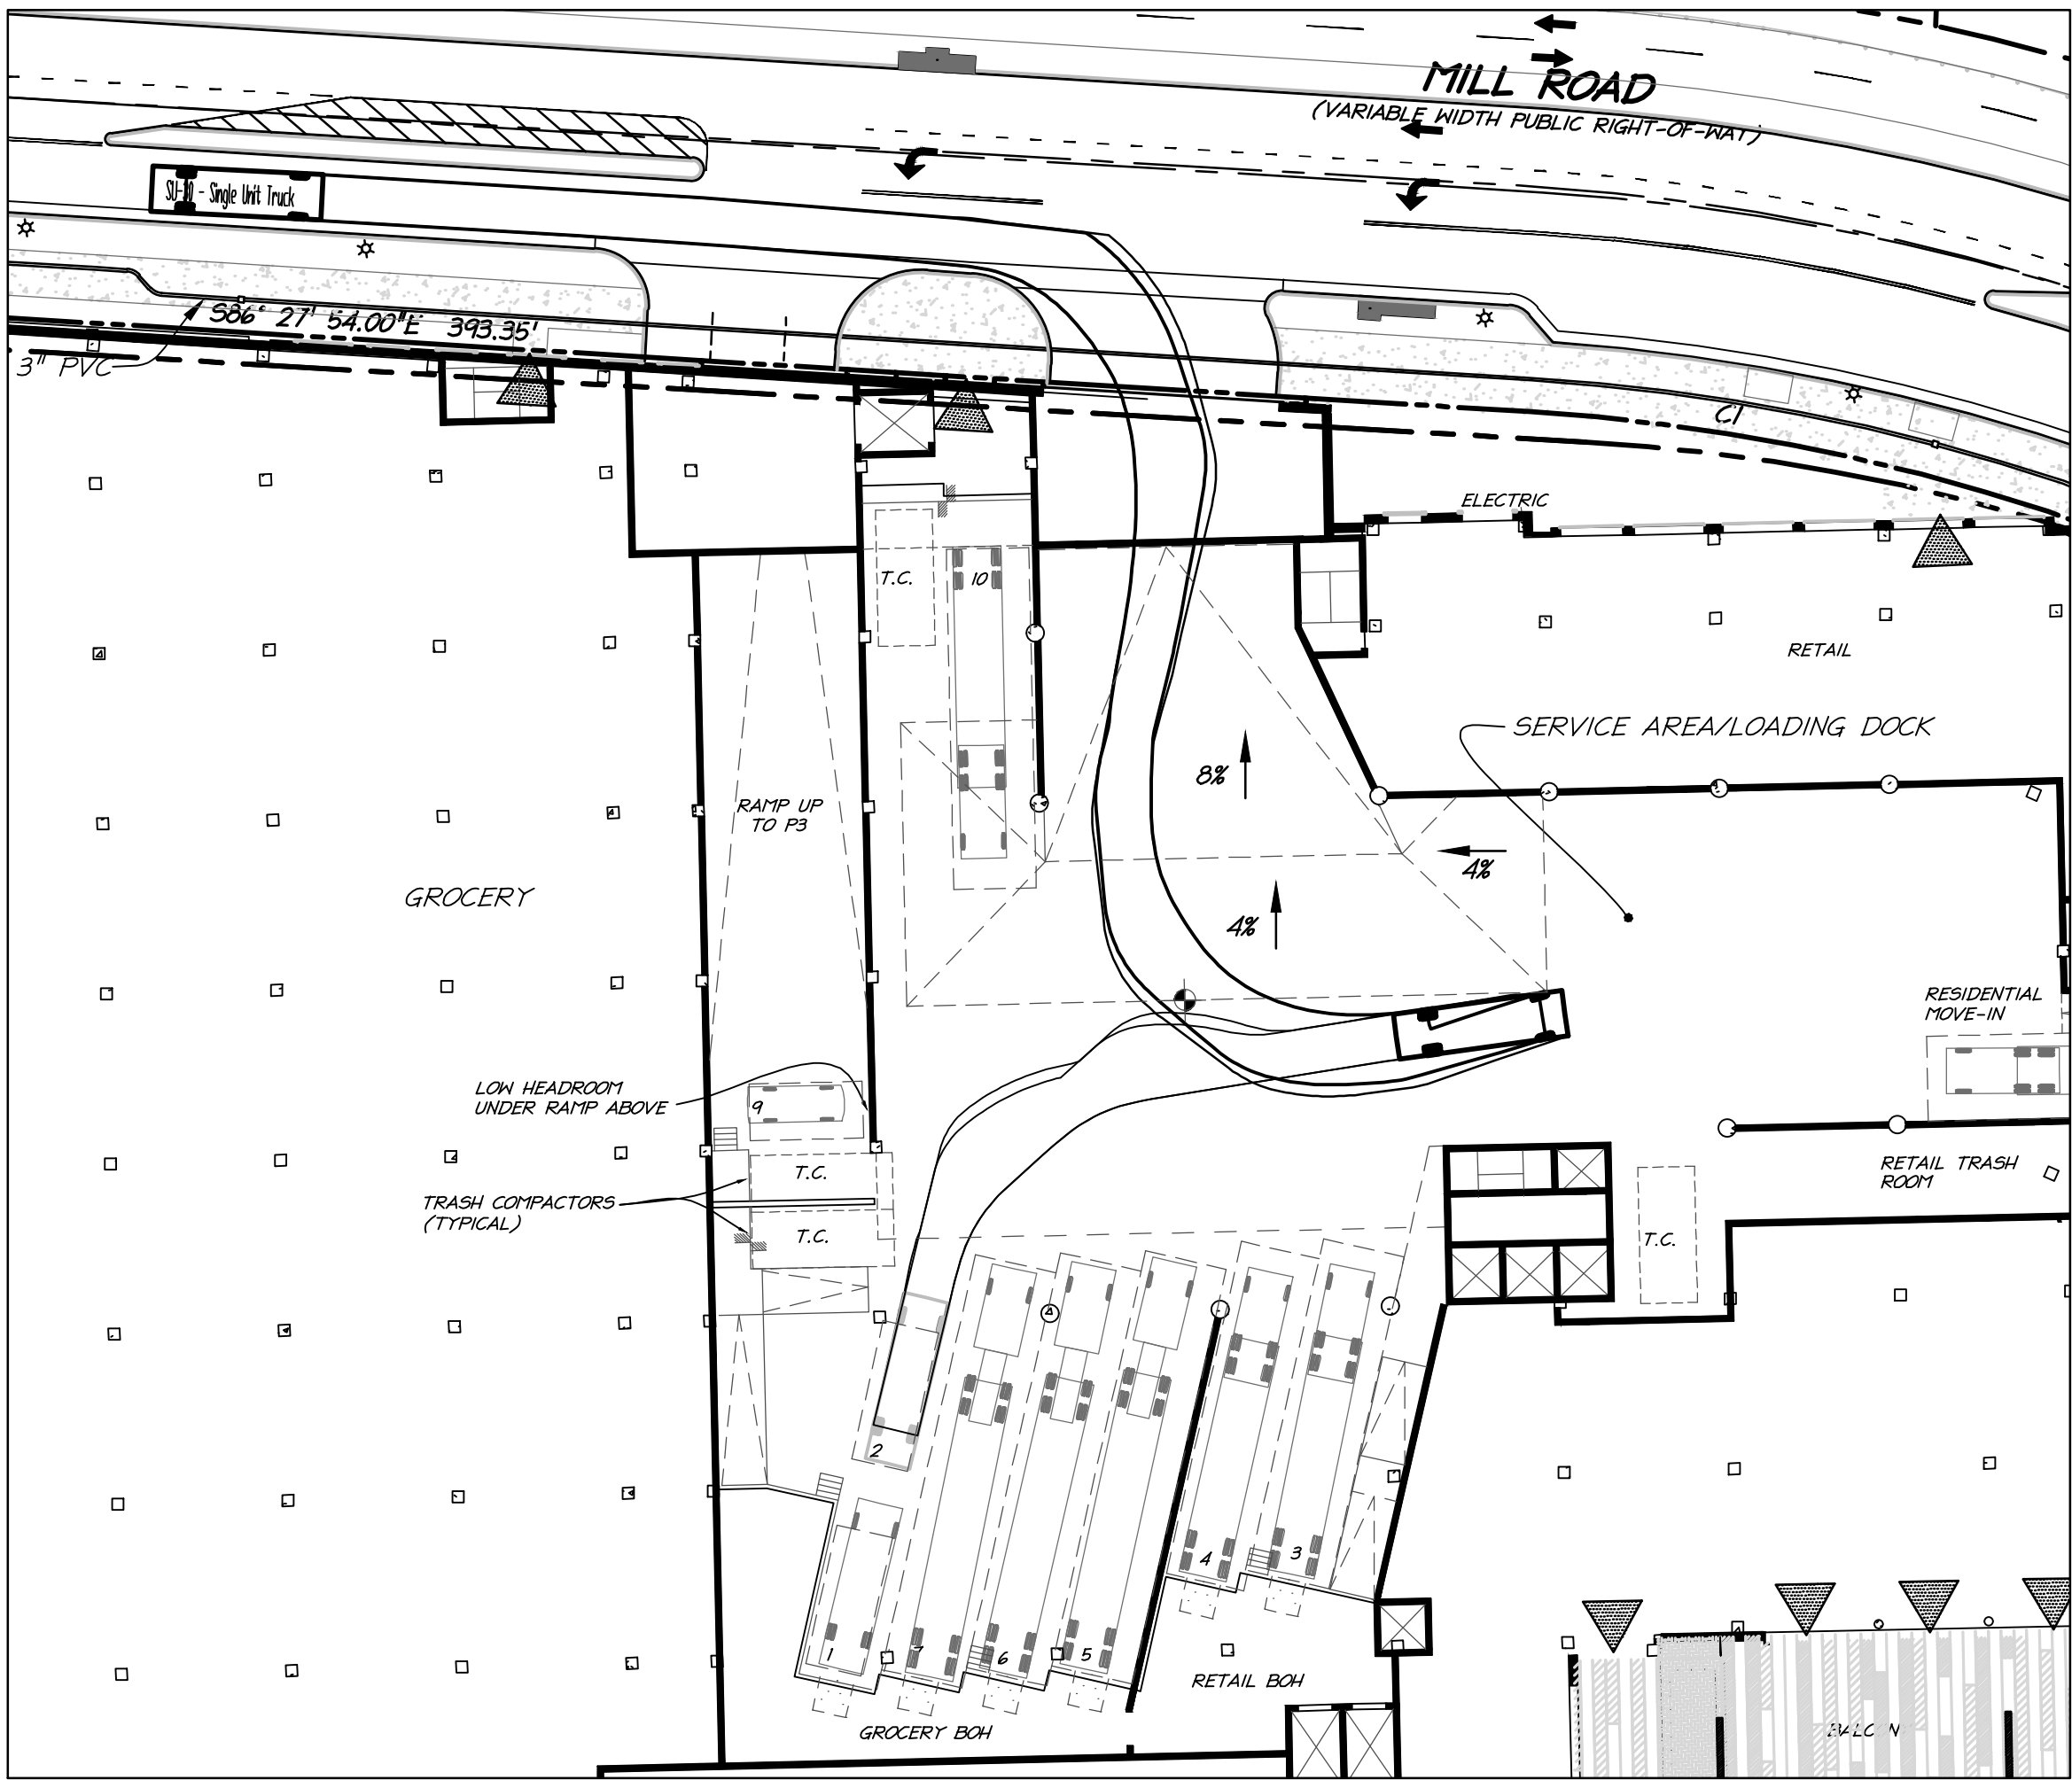 MILL ROAD
(VARIABLE WIDTH PUBLIC RIGHT-OF-WAY)
SU-30 - Single Unit Truck
S86° 27' 54.00"E 393.35'
3" PVC
C1
ELECTRIC
T.C.
10
RETAIL
SERVICE AREA/LOADING DOCK
8%
RAMP UP
TO P3
4%
GROCERY
4%
RESIDENTIAL
MOVE-IN
LOW HEADROOM
UNDER RAMP ABOVE
9
T.C.
RETAIL TRASH
ROOM
TRASH COMPACTORS
(TYPICAL)
T.C.
T.C.
2
4
3
1
7
6
5
RETAIL BOH
GROCERY BOH
BALCONY